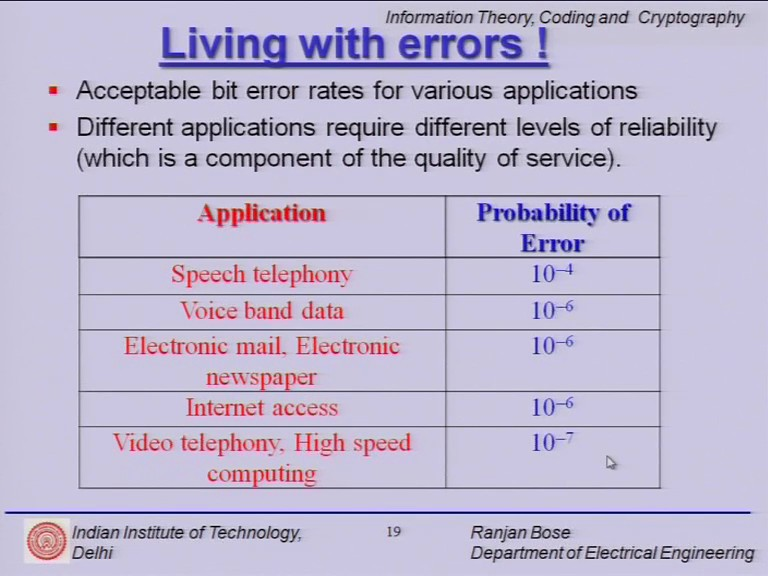 Information Theory, Coding and Cryptography
Living with errors !
Acceptable bit error rates for various applications
Different applications require different levels of reliability
(which is a component of the quality of service).
Application
Probability of
Error
Speech telephony
10⁻⁴
Voice band data
10⁻⁶
Electronic mail, Electronic
newspaper
10⁻⁶
Internet access
10⁻⁶
Video telephony, High speed
computing
10⁻⁷
Indian Institute of Technology,
Delhi
19
Ranjan Bose
Department of Electrical Engineering